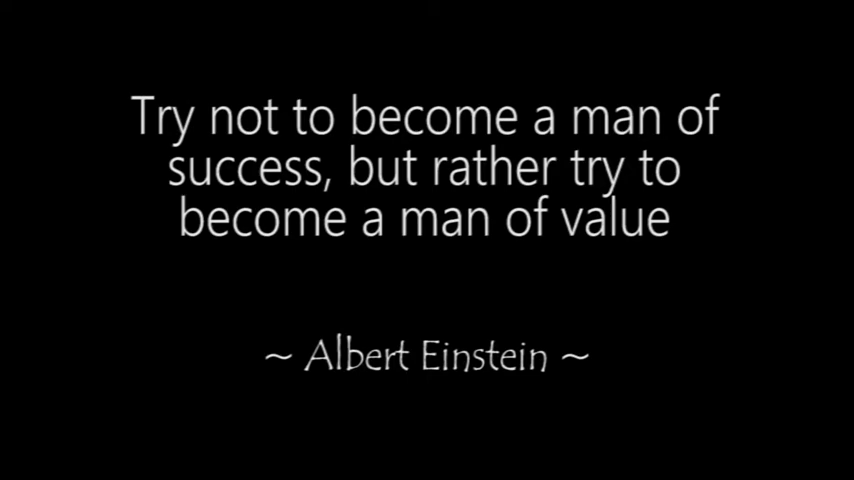 Try not to become a man of
success, but rather try to
become a man of value
~ Albert Einstein ~